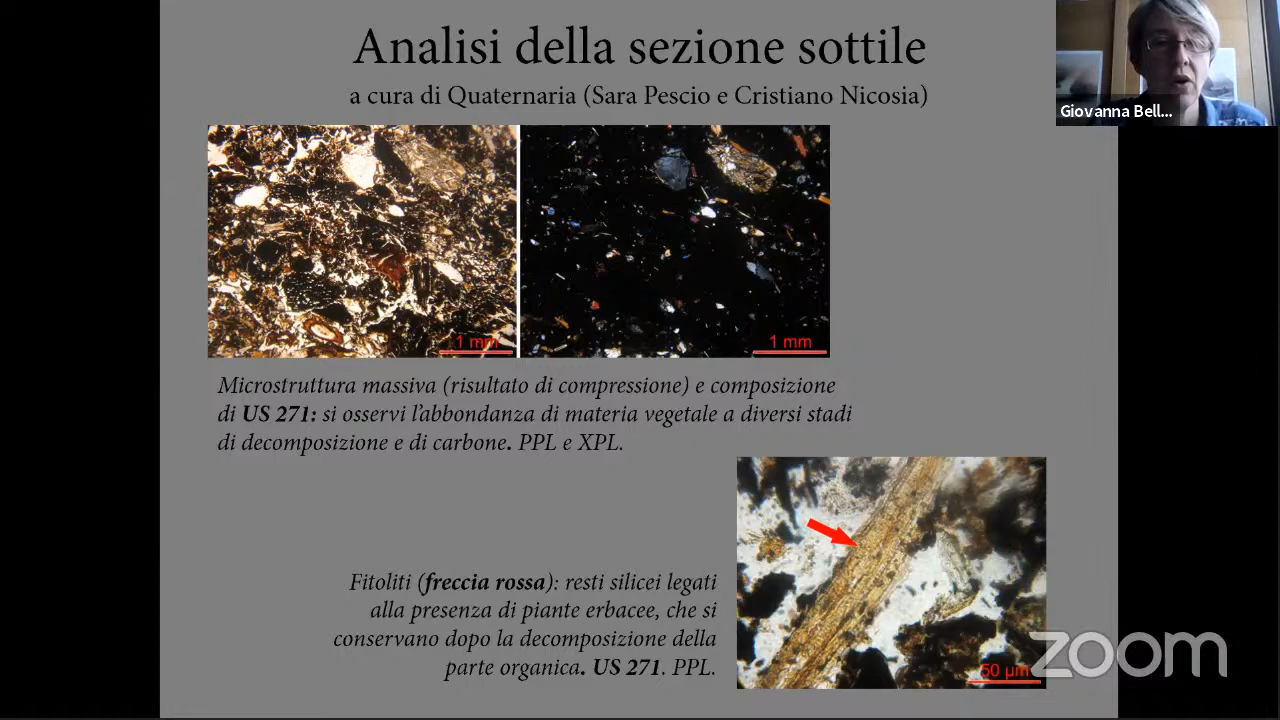 Analisi della sezione sottile
a cura di Quaternaria (Sara Pescio e Cristiano Nicosia)
Giovanna Bell...
1 mm
1 mm
Microstruttura massiva (risultato di compressione) e composizione
di US 271: si osservi l'abbondanza di materia vegetale a diversi stadi
di decomposizione e di carbone. PPL e XPL.
Fitoliti (freccia rossa): resti silicei legati
alla presenza di piante erbacee, che si
conservano dopo la decomposizione della
parte organica. US 271. PPL.
50 µm
zoom